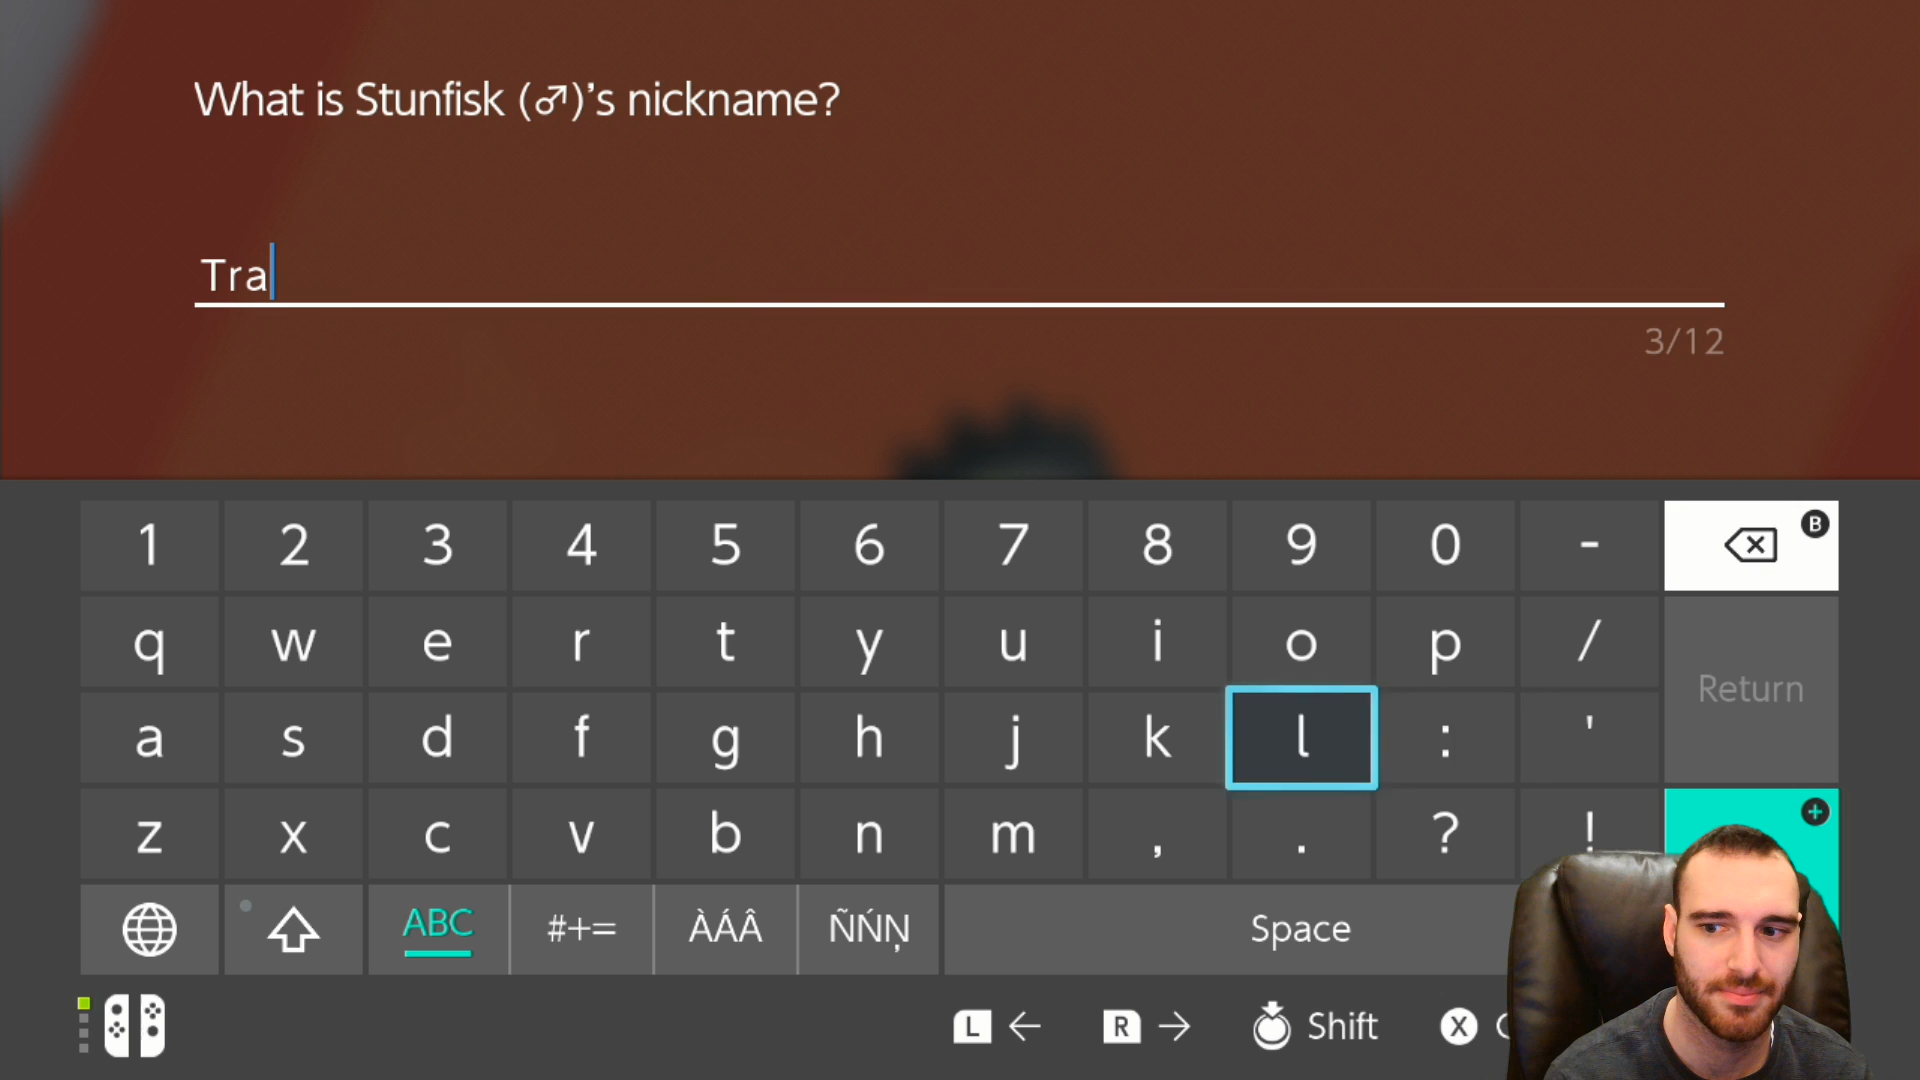 What is Stunfisk (♂)'s nickname?
Tra
3/12
1 2 3 4 5 6 7 8 9 0 - B
q w e r t y u i o p /
Return
a s d f g h j k l : '
z x c v b n m , . ? ! +
ABC #+= ÀÁÂ ÑŃŅ Space
L ← R → Shift X